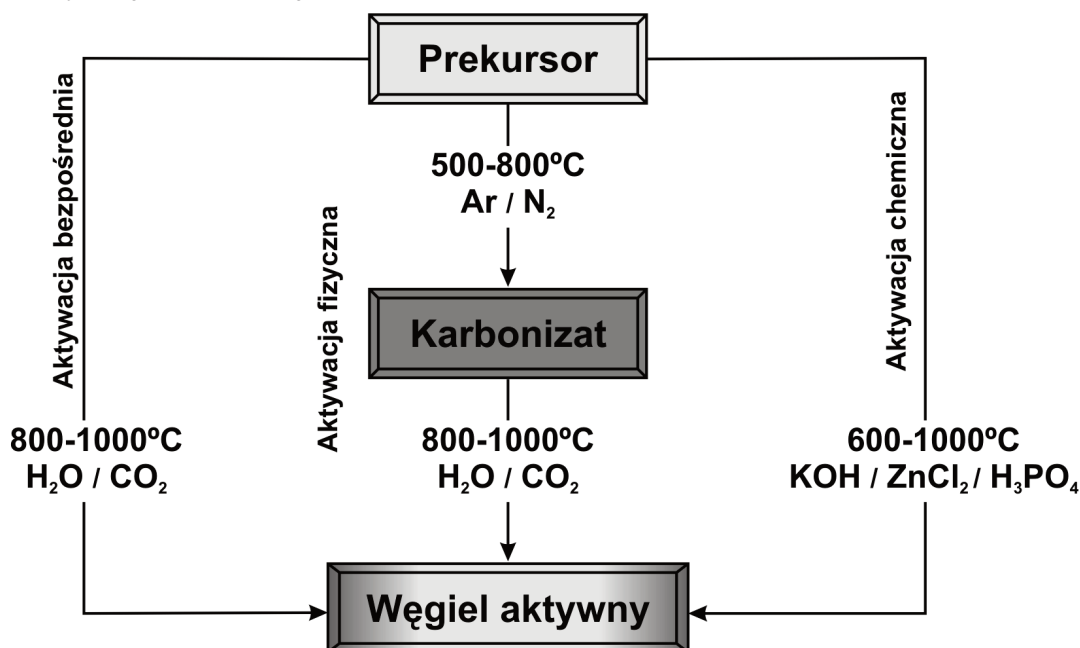 Prekursor
Aktywacja bezpośrednia
500-800ºC
Ar / N₂
Aktywacja fizyczna
Aktywacja chemiczna
Karbonizat
800-1000ºC
H₂O / CO₂
800-1000ºC
H₂O / CO₂
600-1000ºC
KOH / ZnCl₂ / H₃PO₄
Węgiel aktywny